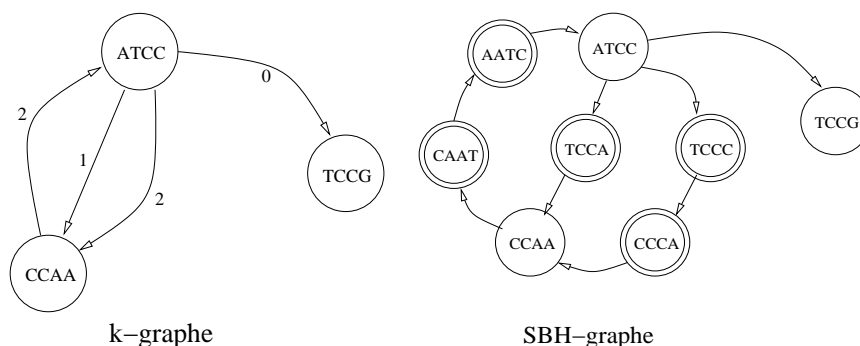 ATCC
0
2
1
2
TCCG
CCAA
k−graphe
AATC
ATCC
TCCG
CAAT
TCCA
TCCC
CCAA
CCCA
SBH−graphe